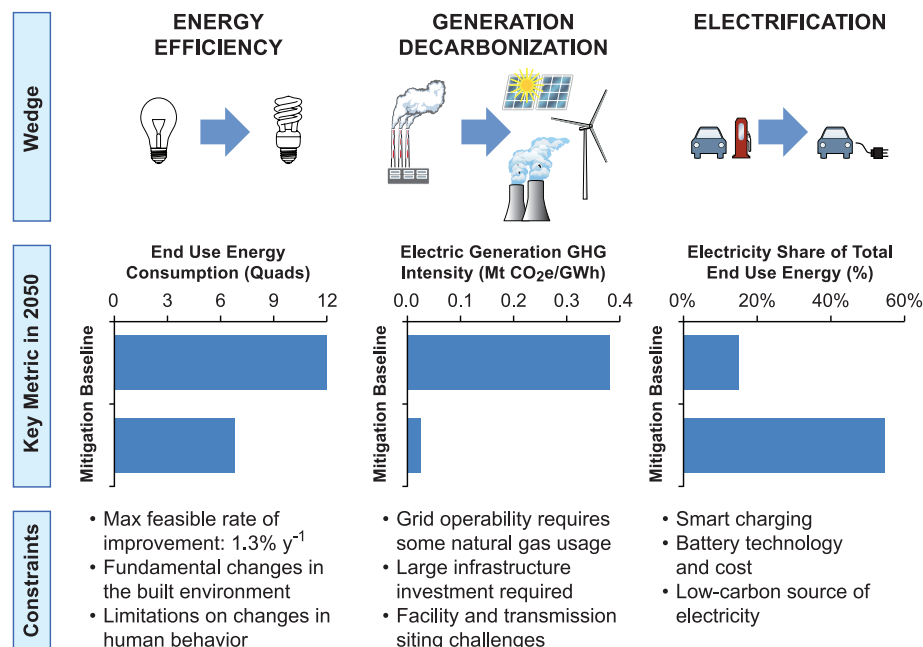 Wedge
ENERGY
EFFICIENCY
GENERATION
DECARBONIZATION
ELECTRIFICATION
Key Metric in 2050
End Use Energy
Consumption (Quads)
0 3 6 9 12
Mitigation Baseline
Electric Generation GHG
Intensity (Mt CO₂e/GWh)
0.0 0.1 0.2 0.3 0.4
Mitigation Baseline
Electricity Share of Total
End Use Energy (%)
0% 20% 40% 60%
Mitigation Baseline
Constraints
• Max feasible rate of
improvement: 1.3% y⁻¹
• Fundamental changes in
the built environment
• Limitations on changes in
human behavior
• Grid operability requires
some natural gas usage
• Large infrastructure
investment required
• Facility and transmission
siting challenges
• Smart charging
• Battery technology
and cost
• Low-carbon source of
electricity